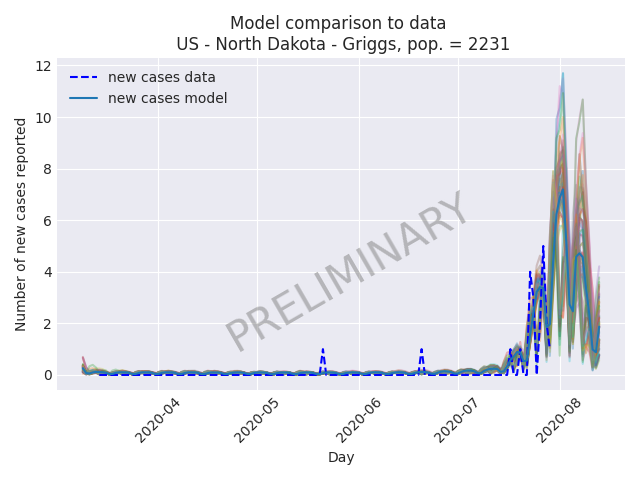 Model comparison to data
US - North Dakota - Griggs, pop. = 2231
new cases data
new cases model
Number of new cases reported
12
10
8
6
4
2
0
PRELIMINARY
2020-04
2020-05
2020-06
2020-07
2020-08
Day